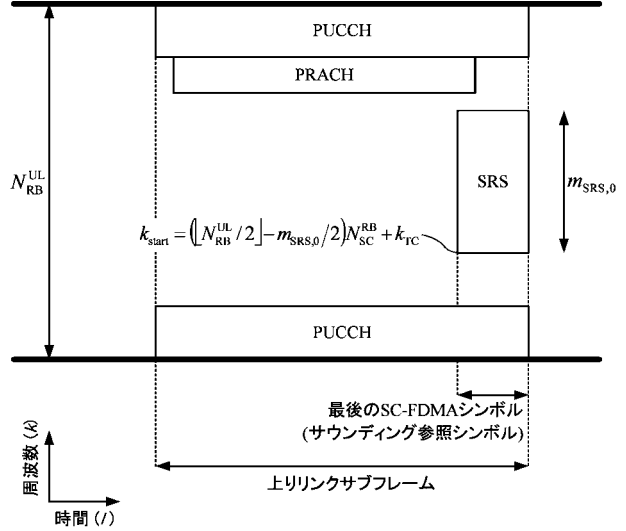 PUCCH
PRACH
N_RB^UL
SRS
m_SRS,0
k_start = (⌊N_RB^UL/2⌋−m_SRS,0/2)N_SC^RB + k_TC
PUCCH
最後のSC-FDMAシンボル
(サウンディング参照シンボル)
上りリンクサブフレーム
周波数(k)
時間(l)